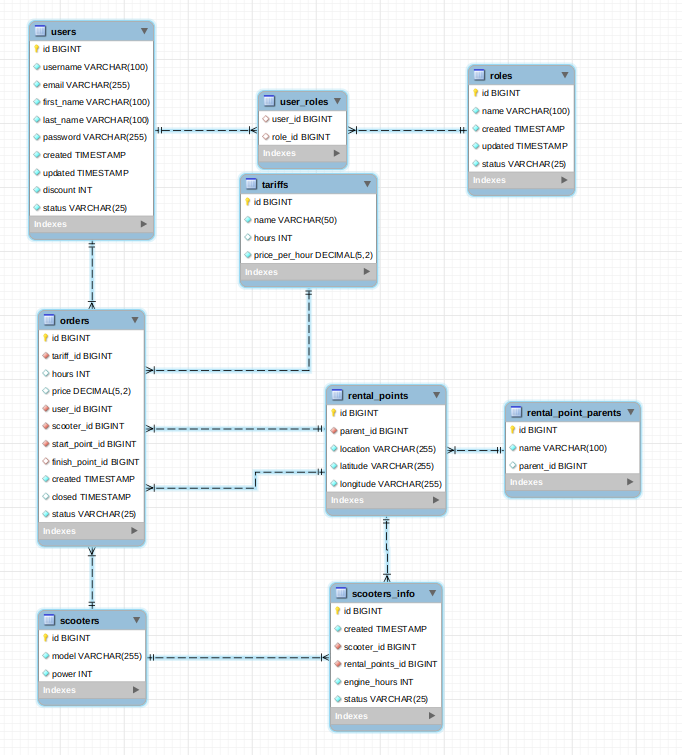 users
id BIGINT
username VARCHAR(100)
email VARCHAR(255)
first_name VARCHAR(100)
last_name VARCHAR(100)
password VARCHAR(255)
created TIMESTAMP
updated TIMESTAMP
discount INT
status VARCHAR(25)
Indexes
user_roles
user_id BIGINT
role_id BIGINT
Indexes
roles
id BIGINT
name VARCHAR(100)
created TIMESTAMP
updated TIMESTAMP
status VARCHAR(25)
Indexes
tariffs
id BIGINT
name VARCHAR(50)
hours INT
price_per_hour DECIMAL(5,2)
Indexes
orders
id BIGINT
tariff_id BIGINT
hours INT
price DECIMAL(5,2)
user_id BIGINT
scooter_id BIGINT
start_point_id BIGINT
finish_point_id BIGINT
created TIMESTAMP
closed TIMESTAMP
status VARCHAR(25)
Indexes
rental_points
id BIGINT
parent_id BIGINT
location VARCHAR(255)
latitude VARCHAR(255)
longitude VARCHAR(255)
Indexes
rental_point_parents
id BIGINT
name VARCHAR(100)
parent_id BIGINT
Indexes
scooters
id BIGINT
model VARCHAR(255)
power INT
Indexes
scooters_info
id BIGINT
created TIMESTAMP
scooter_id BIGINT
rental_points_id BIGINT
engine_hours INT
status VARCHAR(25)
Indexes